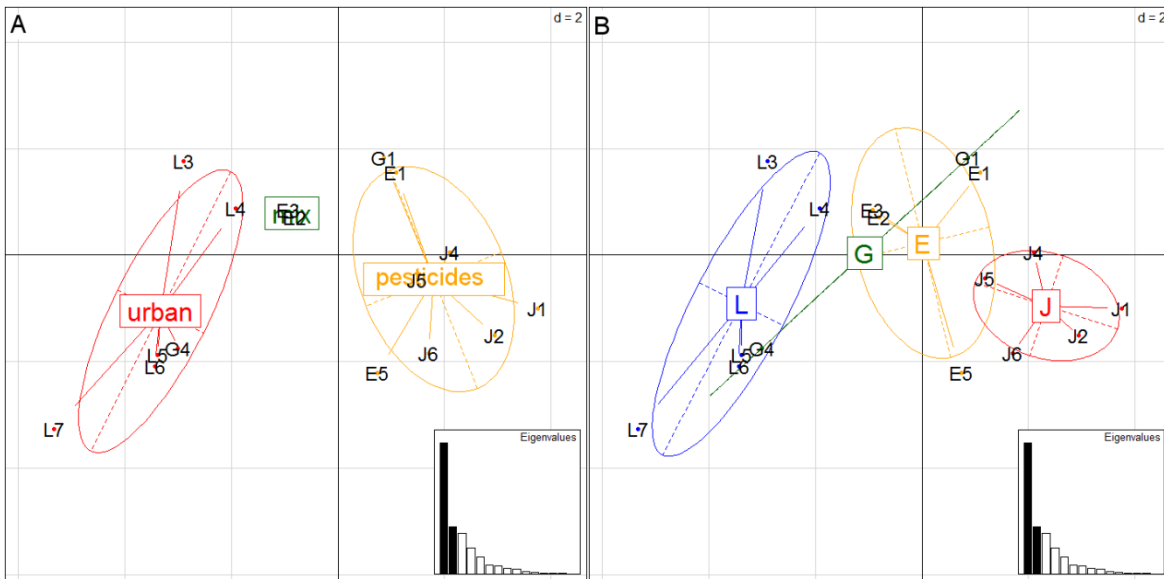 A
d = 2
G1
E1
L3
L4
mix
E3
E2
J4
pesticides
J5
urban
J1
J2
L5
G4
J6
L6
E5
L7
Eigenvalues
B
d = 2
G1
E1
L3
L4
E3
E2
G
E
J4
J5
L
J
J1
J2
L5
G4
J6
L6
E5
L7
Eigenvalues